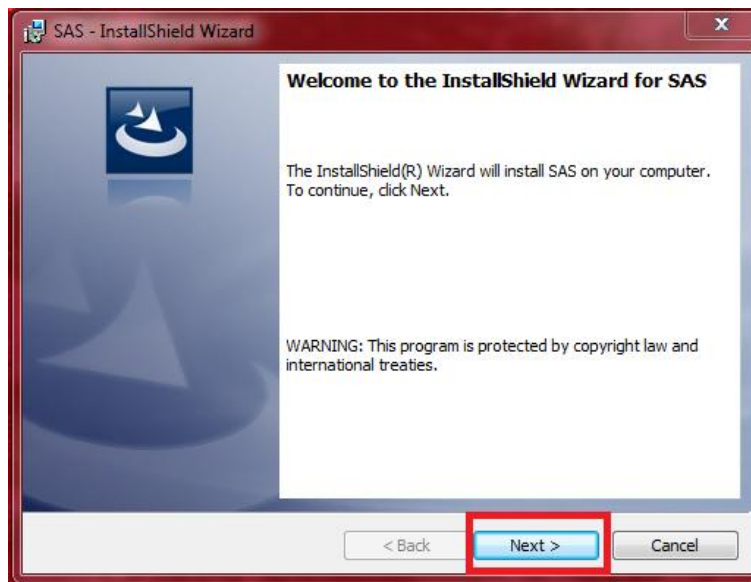 SAS - InstallShield Wizard
x
Welcome to the InstallShield Wizard for SAS
The InstallShield(R) Wizard will install SAS on your computer.
To continue, click Next.
WARNING: This program is protected by copyright law and
international treaties.
< Back
Next >
Cancel